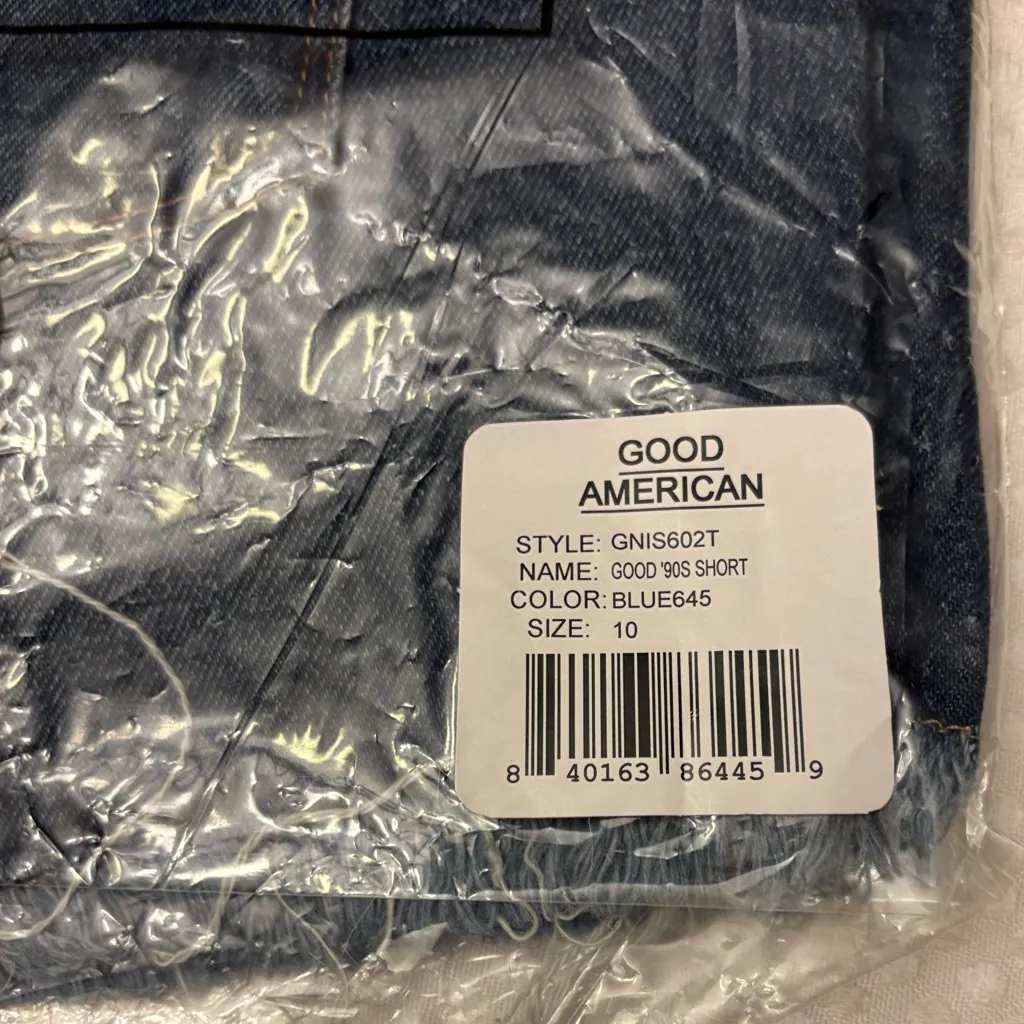 GOOD
AMERICAN
STYLE: GNIS602T
NAME: GOOD '90S SHORT
COLOR: BLUE645
SIZE: 10
8 40163 86445 9